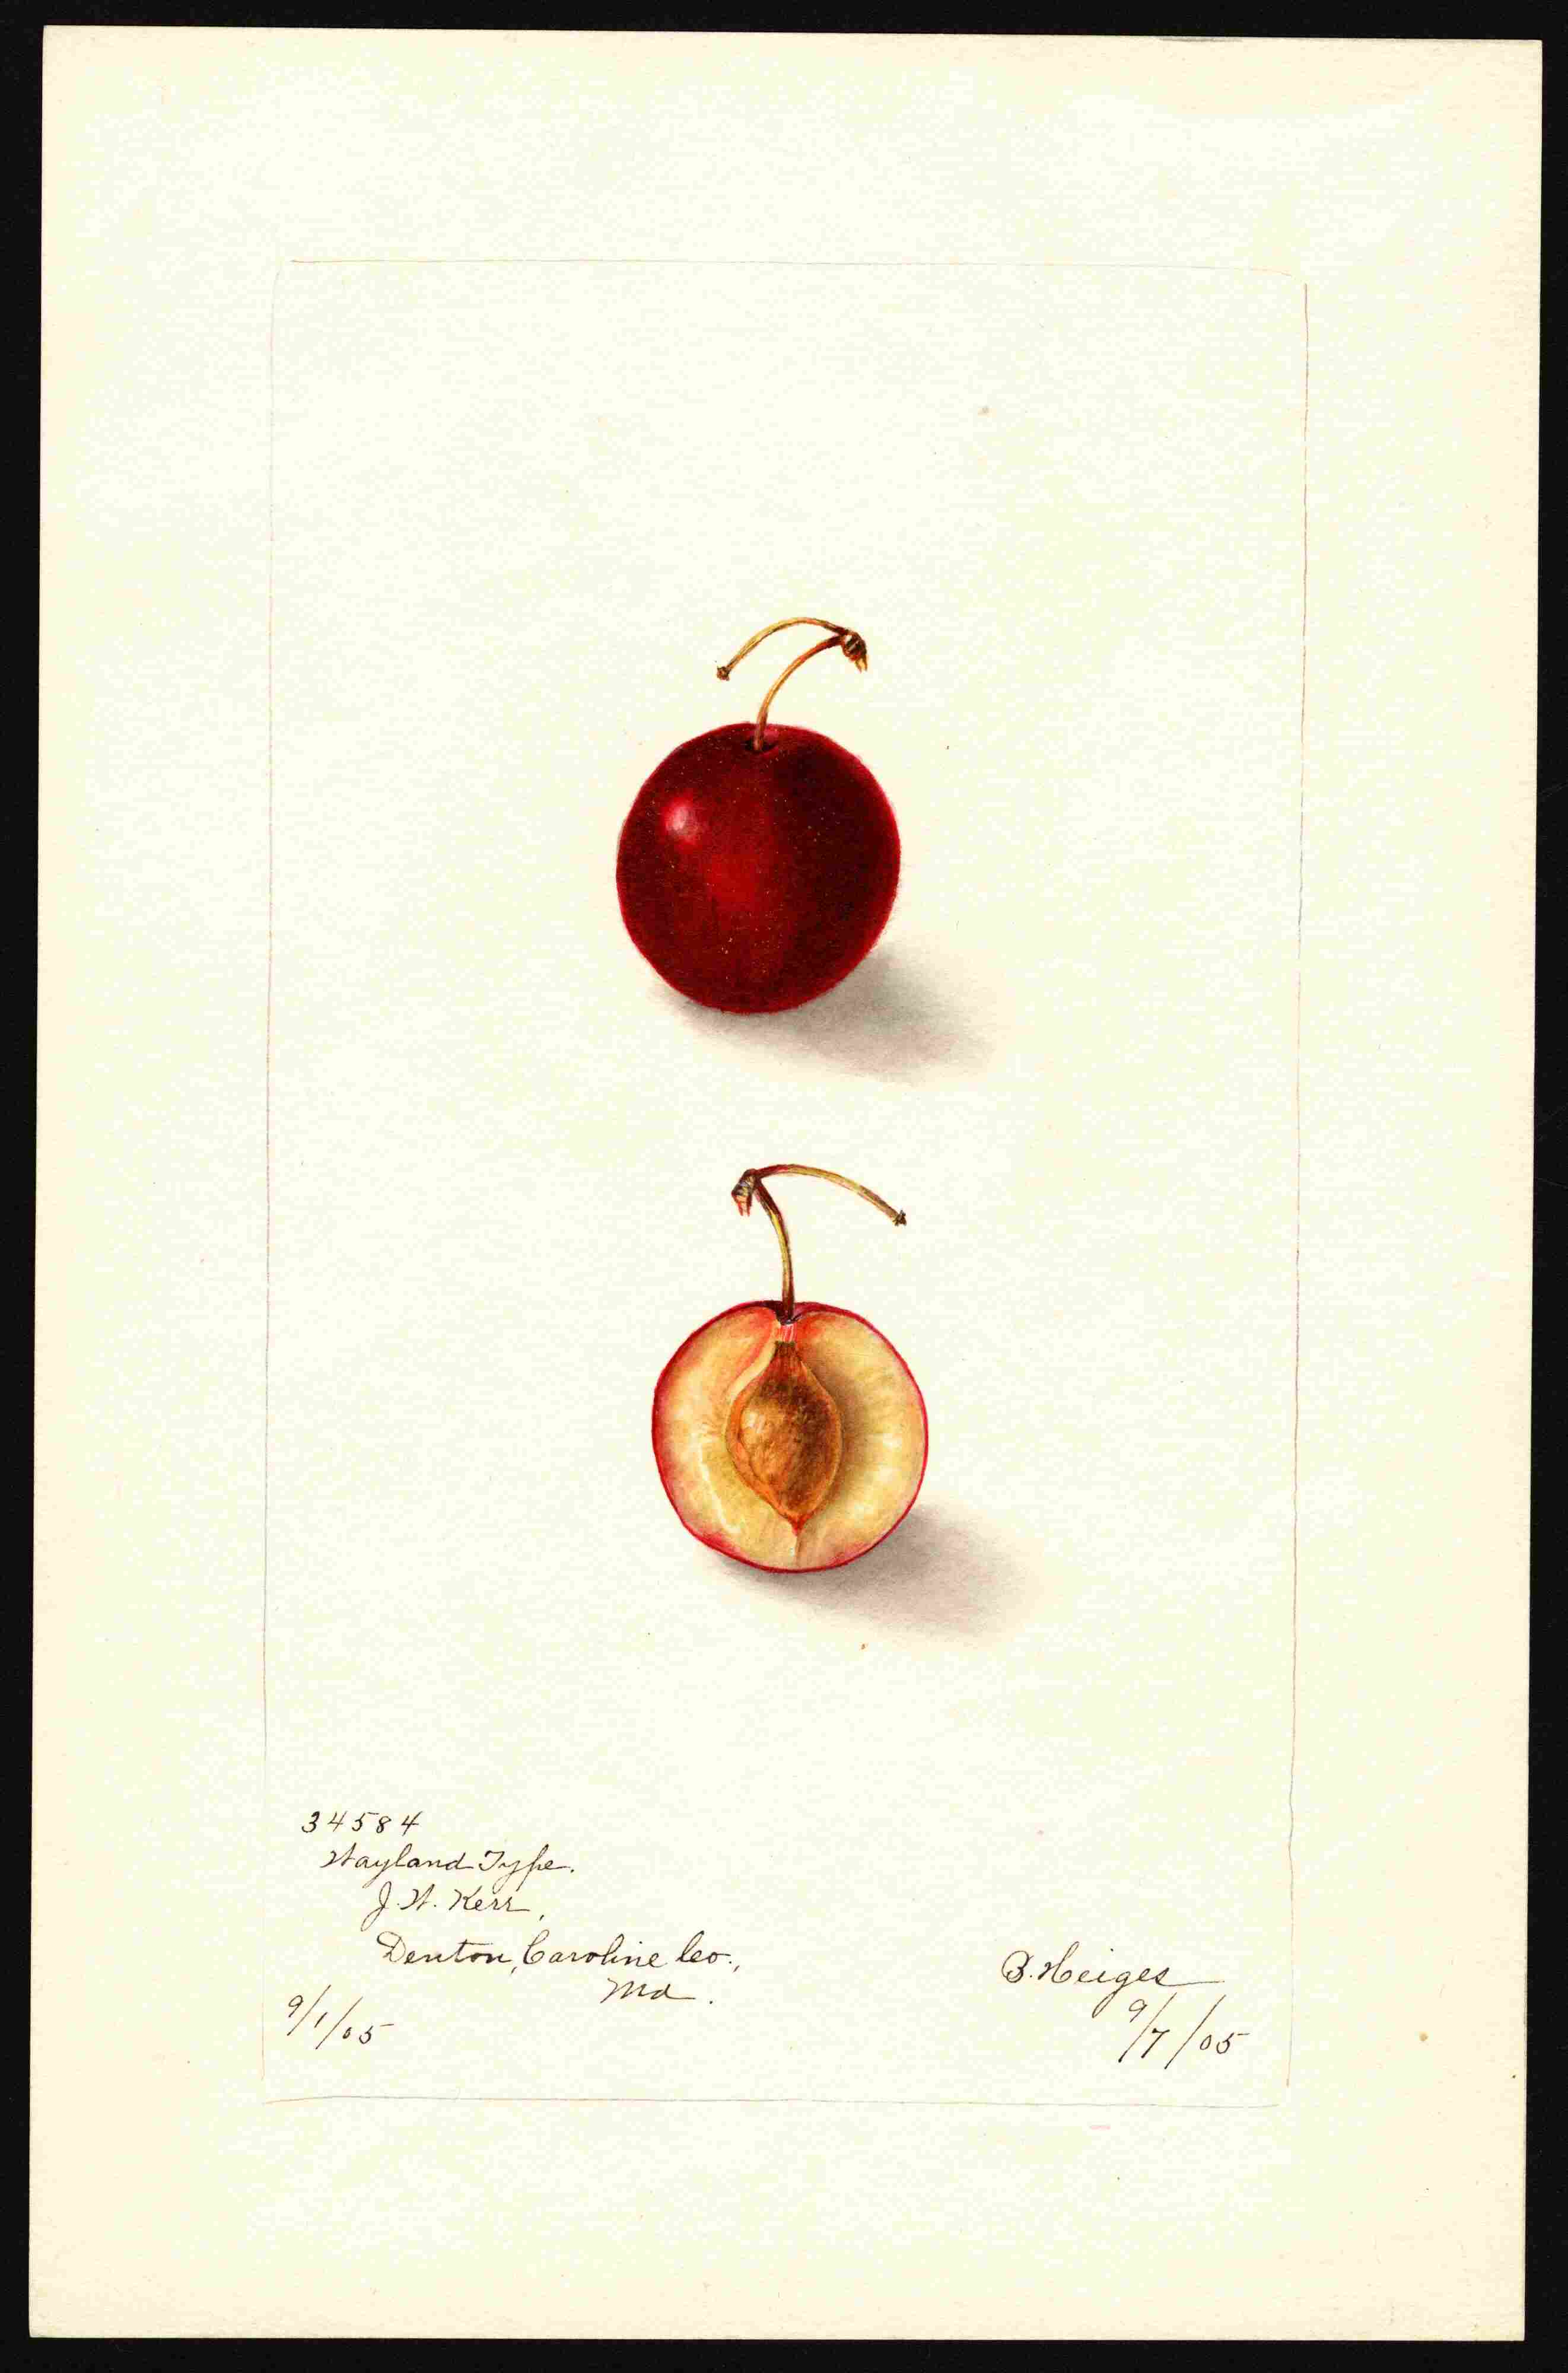 34584
Wayland Type.
J. W. Kerr,
Denton, Caroline Co.,
Md.
9/1/05
B. Heiges
9/7/05